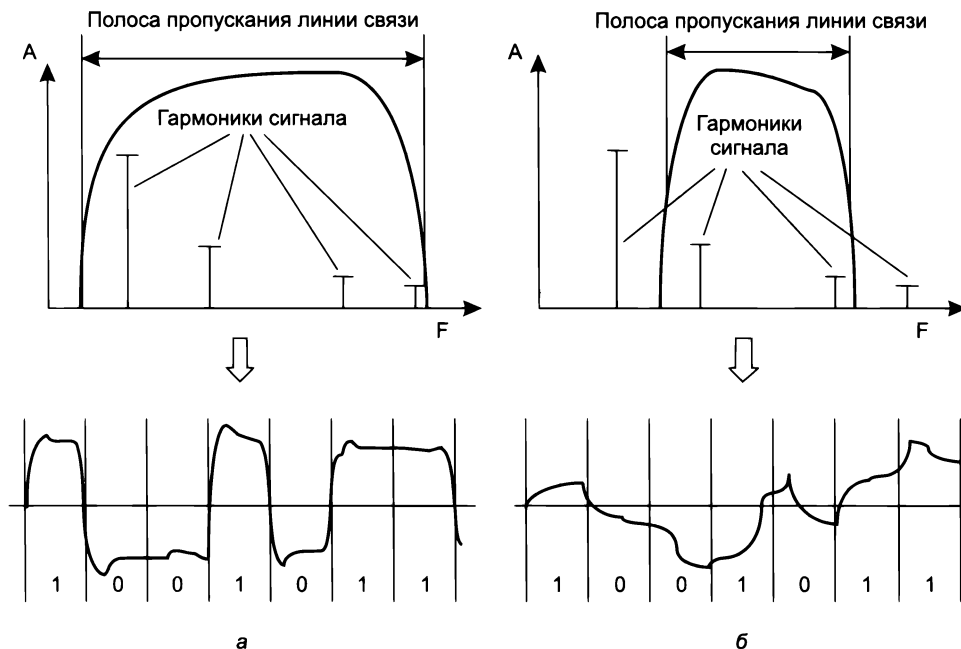 Полоса пропускания линии связи
A
Гармоники сигнала
F
1 0 0 1 0 1 1
а
Полоса пропускания линии связи
A
Гармоники
сигнала
F
1 0 0 1 0 1 1
б